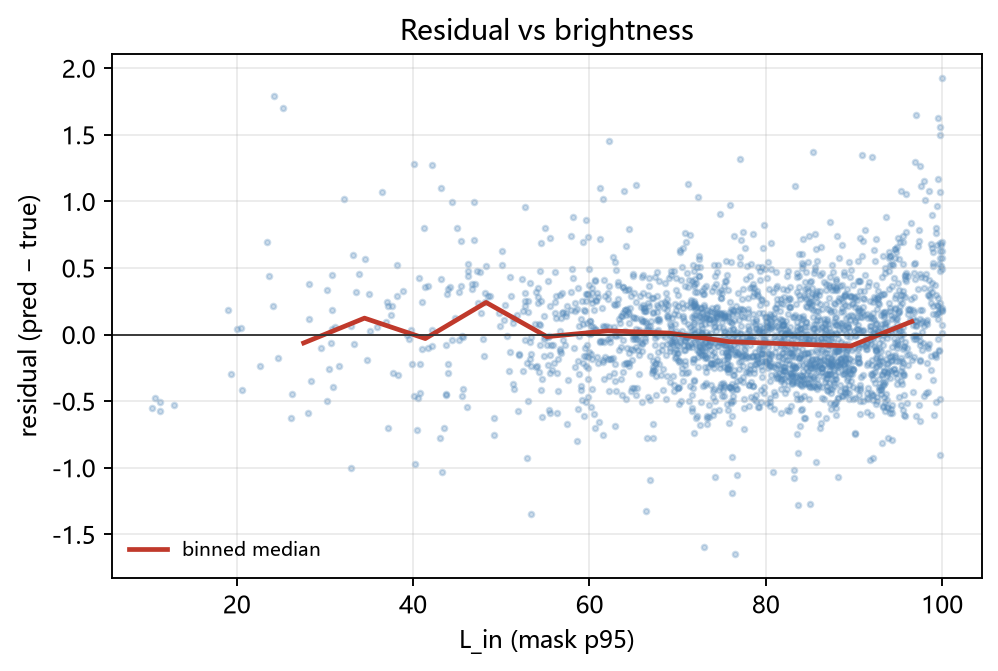 Residual vs brightness
2.0
1.5
1.0
0.5
0.0
-0.5
-1.0
-1.5
residual (pred − true)
binned median
20 40 60 80 100
L_in (mask p95)